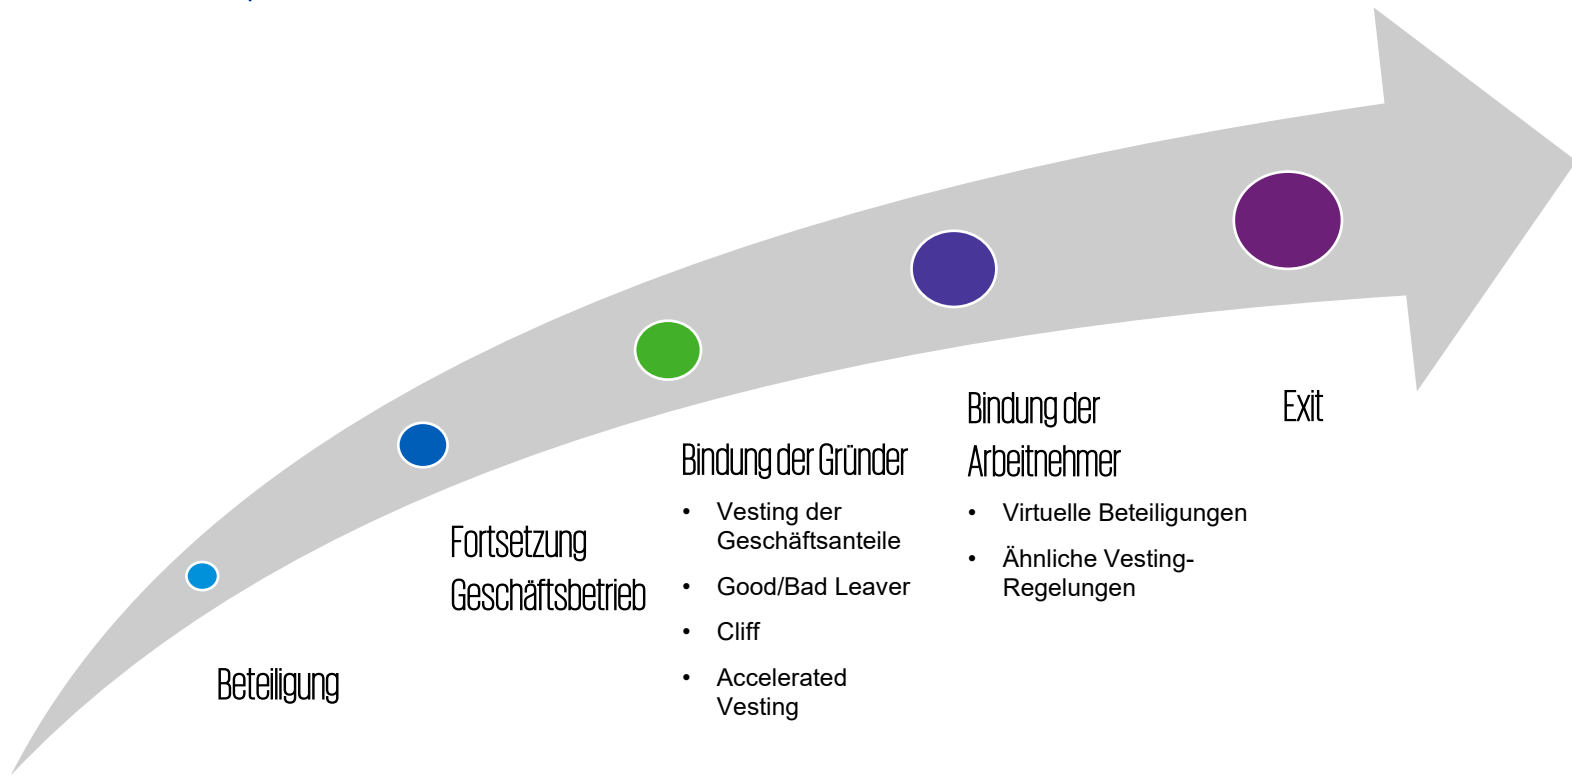 Beteiligung
Fortsetzung
Geschäftsbetrieb
Bindung der Gründer
• Vesting der
Geschäftsanteile
• Good/Bad Leaver
• Cliff
• Accelerated
Vesting
Bindung der
Arbeitnehmer
• Virtuelle Beteiligungen
• Ähnliche Vesting-
Regelungen
Exit